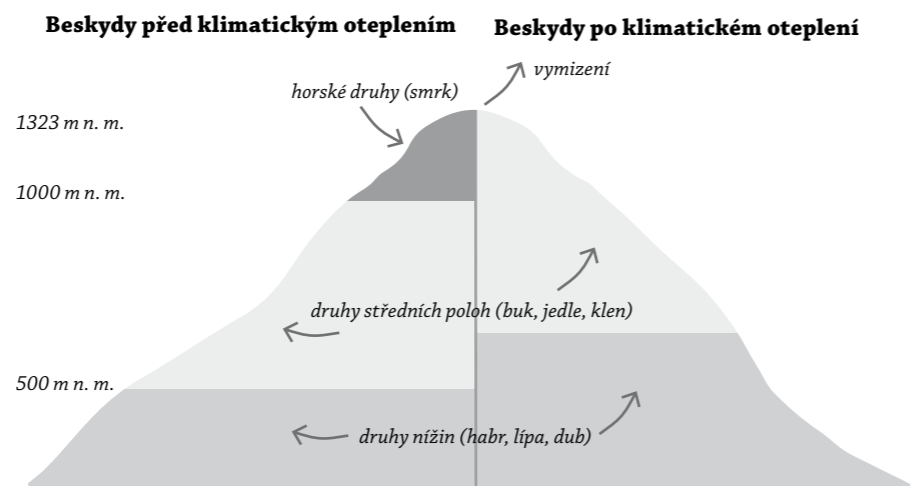 Beskydy před klimatickým oteplením
Beskydy po klimatickém oteplení
vymizení
horské druhy (smrk)
1323 m n. m.
1000 m n. m.
druhy středních poloh (buk, jedle, klen)
500 m n. m.
druhy nížin (habr, lípa, dub)